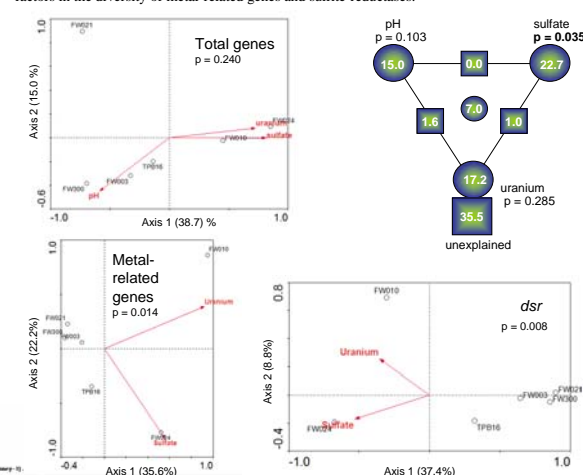 factors in the diversity of metal-related genes and sulfite reductases.
1.0
FW021
Total genes
p = 0.240
Axis 2 (15.0 %
uranium
FW024
sulfate
FW010
TPB16
FW003
FW300
pH
-0.6
-1.0
Axis 1 (38.7) %
1.0
pH
p = 0.103
sulfate
p = 0.035
15.0
0.0
22.7
7.0
1.6
1.0
17.2
uranium
p = 0.285
35.5
unexplained
1.0
FW010
Metal-
related
genes
p = 0.014
Uranium
Axis 2 (22.2%)
FW021
FW300
FW003
TPB16
FW024
Sulfate
-1.0
-0.4
Axis 1 (35.6%)
1.0
0.8
FW010
dsr
p = 0.008
Axis 2 (8.8%)
Uranium
FW021
FW003
FW300
Sulfate
FW024
TPB16
-0.4
-1.0
Axis 1 (37.4%)
1.0